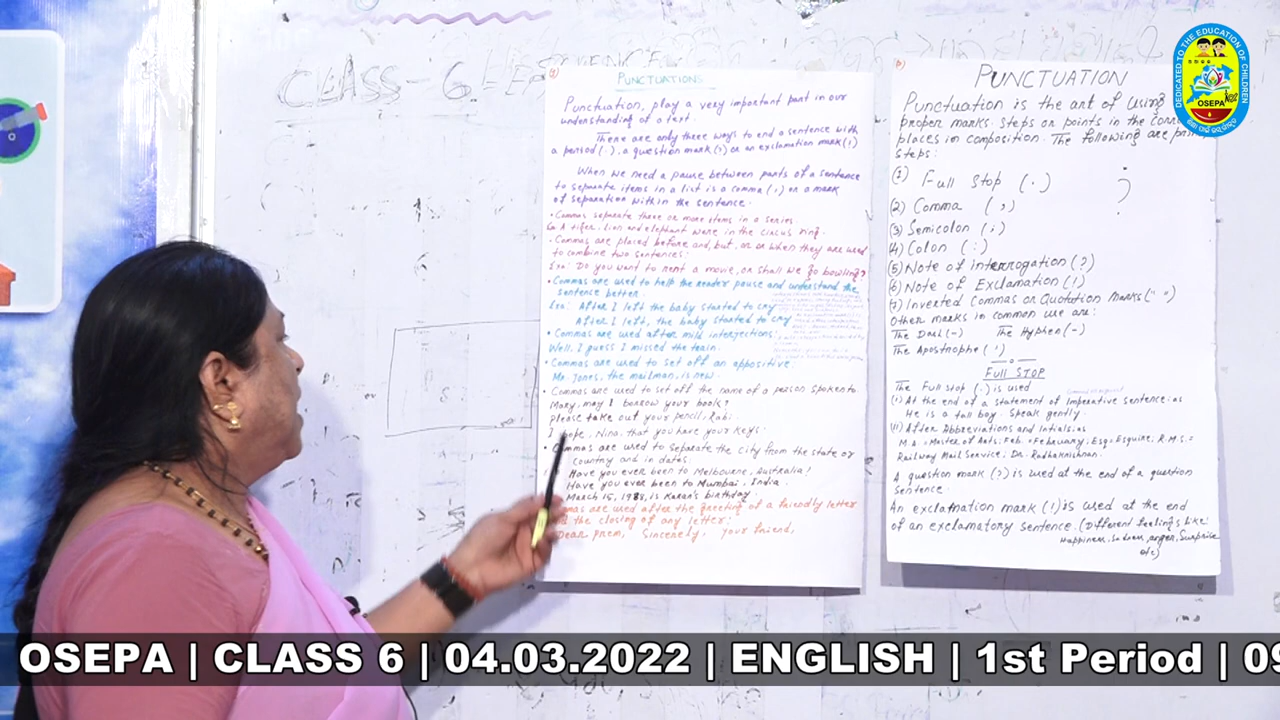 CLASS - 6
PUNCTUATIONS
Punctuation, play a very important part in our
understanding of a text.
There are only three ways to end a sentence with
a period (.), a question mark (?) or an exclamation mark (!)
When we need a pause between parts of a sentence
to separate items in a list is a comma (,) or a mark
of separation within the sentence.
• Commas separate three or more items in a series.
Ex: A tiger, lion and elephant were in the circus ring.
• Commas are placed before and, but, or or when they are used
to combine two sentences:
Exa: Do you want to rent a movie, or shall we go bowling?
• Commas are used to help the reader pause and understand the
sentence better.
Exa: After I left the baby started to cry
After I left, the baby started to cry
• Commas are used after mild interjections:
Well, I guess I missed the train.
• Commas are used to set off an appositive:
Mr. Jones, the mailman, is new.
• Commas are used to set off the name of a person spoken to.
Mary, may I borrow your book?
Please take out your pencil, Rabi.
I hope, Nina, that you have your keys.
Commas are used to separate the city from the state or
country and in dates
Have you ever been to Melbourne, Australia!
Have you ever been to Mumbai, India.
March 15, 1988, is Karan's birthday.
are used after the greeting of a friendly letter
the closing of any letter:
Dear Prem, Sincerely, your friend,
PUNCTUATION
Punctuation is the art of using
proper marks steps or points in the
places in composition. The following are
steps:
(1) Full Stop (.)
(2) Comma (,)
(3) Semicolon (;)
(4) Colon (:)
(5) Note of interrogation (?)
(6) Note of Exclamation (!)
(7) Inverted Commas or Quotation marks (" ")
Other marks in common use are:
The Dash (-) The Hyphen (-)
The Apostrophe (')
Full STOP
The Full stop (.) is used
(i) At the end of a statement of Imperative sentence: as
He is a tall boy. Speak gently.
(ii) After Abbreviations and Intials: as
M.A. = Master of Arts; Feb. = February; Esq = Esquire; R.M.S. =
Railway Mail Service; Dr. Radhakrishnan.
A question mark (?) is used at the end of a question
sentence.
An exclamation mark (!) is used at the end
of an exclamatory sentence. (Different feelings like:
Happiness, Sadness, anger, Surprise
etc)
DEDICATED TO THE EDUCATION OF CHILDREN
OSEPA
OSEPA | CLASS 6 | 04.03.2022 | ENGLISH | 1st Period | 09